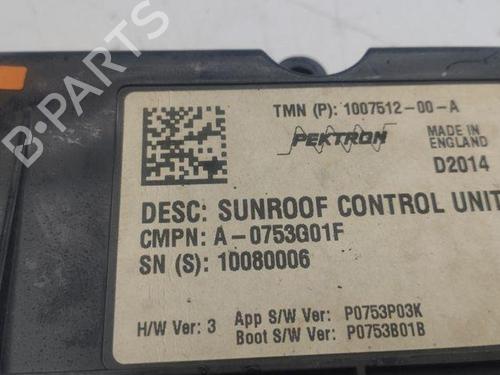 TMN (P): 1007512-00-A
PEKTRON
MADE IN
ENGLAND
D2014
DESC: SUNROOF CONTROL UNIT
CMPN: A-0753G01F
SN (S): 10080006
H/W Ver: 3 App S/W Ver: P0753P03K
Boot S/W Ver: P0753B01B
B-PARTS